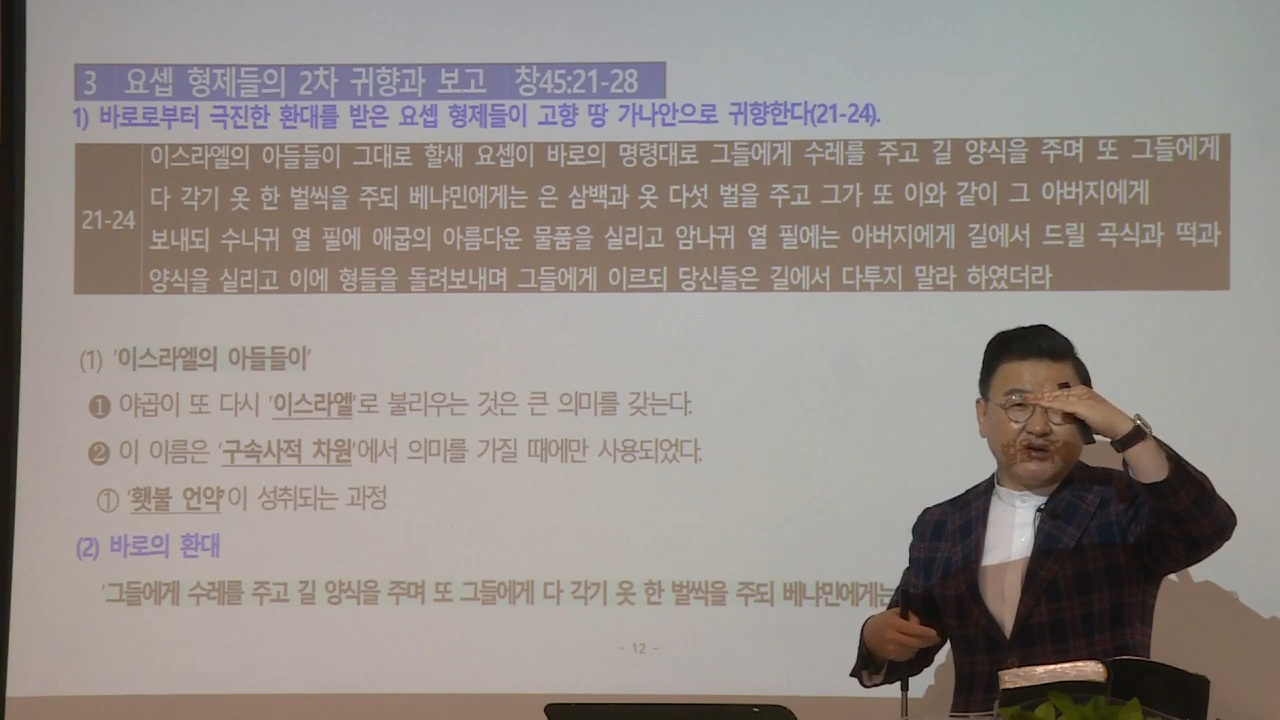 3 요셉 형제들의 2차 귀향과 보고 창45:21-28
1) 바로로부터 극진한 환대를 받은 요셉 형제들이 고향 땅 가나안으로 귀향한다(21-24).
21-24
이스라엘의 아들들이 그대로 할새 요셉이 바로의 명령대로 그들에게 수레를 주고 길 양식을 주며 또 그들에게
다 각기 옷 한 벌씩을 주되 베냐민에게는 은 삼백과 옷 다섯 벌을 주고 그가 또 이와 같이 그 아버지에게
보내되 수나귀 열 필에 애굽의 아름다운 물품을 실리고 암나귀 열 필에는 아버지에게 길에서 드릴 곡식과 떡과
양식을 실리고 이에 형들을 돌려보내며 그들에게 이르되 당신들은 길에서 다투지 말라 하였더라
(1) '이스라엘의 아들들이'
❶ 야곱이 또 다시 '이스라엘'로 불리우는 것은 큰 의미를 갖는다.
❷ 이 이름은 '구속사적 차원'에서 의미를 가질 때에만 사용되었다.
① '횃불 언약'이 성취되는 과정
(2) 바로의 환대
'그들에게 수레를 주고 길 양식을 주며 또 그들에게 다 각기 옷 한 벌씩을 주되 베냐민에게는
- 12 -